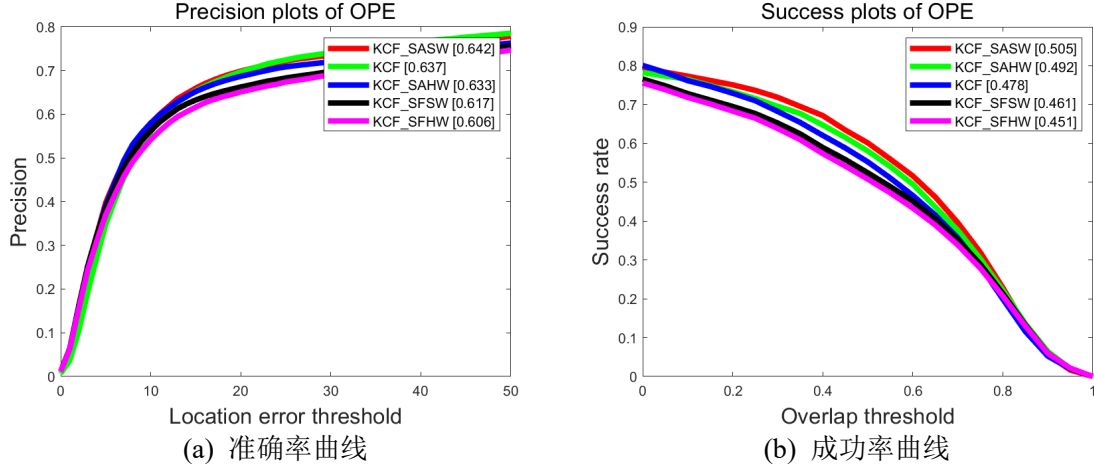 Precision plots of OPE
0.8
0.7
0.6
0.5
0.4
0.3
0.2
0.1
0
Precision
KCF_SASW [0.642]
KCF [0.637]
KCF_SAHW [0.633]
KCF_SFSW [0.617]
KCF_SFHW [0.606]
0 10 20 30 40 50
Location error threshold
(a) 准确率曲线
Success plots of OPE
0.9
0.8
0.7
0.6
0.5
0.4
0.3
0.2
0.1
0
Success rate
KCF_SASW [0.505]
KCF_SAHW [0.492]
KCF [0.478]
KCF_SFSW [0.461]
KCF_SFHW [0.451]
0 0.2 0.4 0.6 0.8 1
Overlap threshold
(b) 成功率曲线